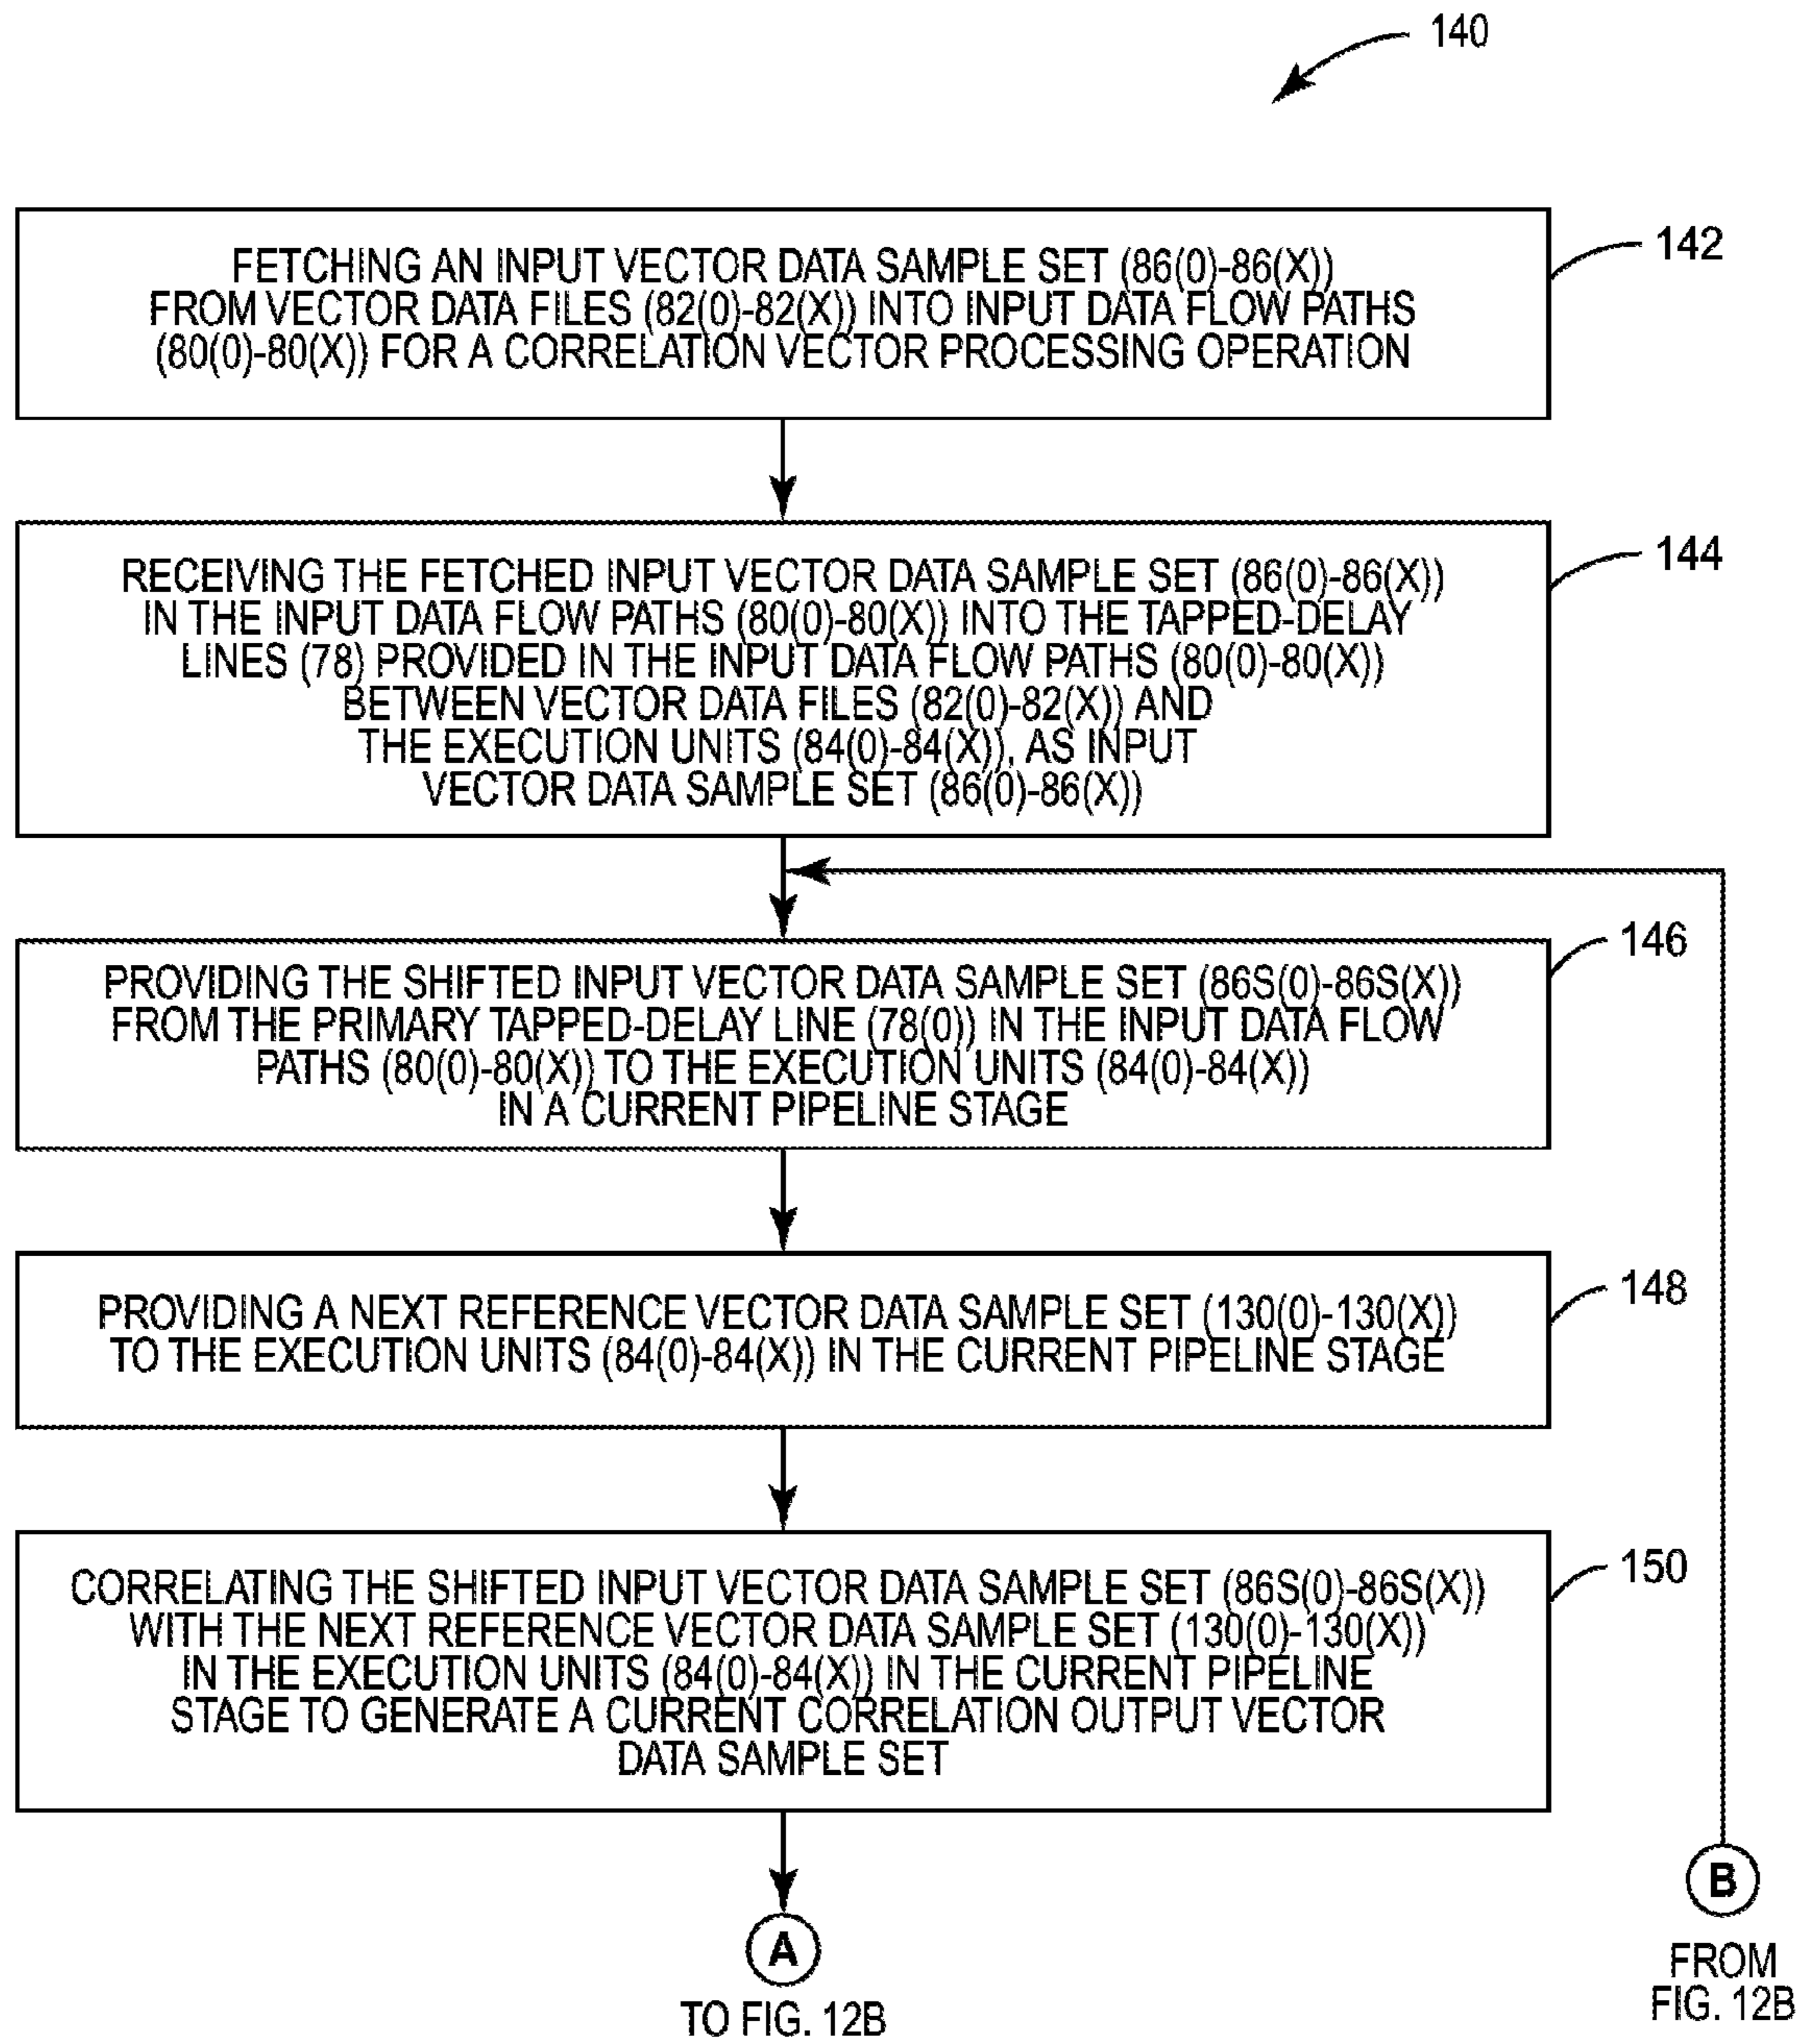 140
FETCHING AN INPUT VECTOR DATA SAMPLE SET (86(0)-86(X))
FROM VECTOR DATA FILES (82(0)-82(X)) INTO INPUT DATA FLOW PATHS
(80(0)-80(X)) FOR A CORRELATION VECTOR PROCESSING OPERATION
142
RECEIVING THE FETCHED INPUT VECTOR DATA SAMPLE SET (86(0)-86(X))
IN THE INPUT DATA FLOW PATHS (80(0)-80(X)) INTO THE TAPPED-DELAY
LINES (78) PROVIDED IN THE INPUT DATA FLOW PATHS (80(0)-80(X))
BETWEEN VECTOR DATA FILES (82(0)-82(X)) AND
THE EXECUTION UNITS (84(0)-84(X)), AS INPUT
VECTOR DATA SAMPLE SET (86(0)-86(X))
144
PROVIDING THE SHIFTED INPUT VECTOR DATA SAMPLE SET (86S(0)-86S(X))
FROM THE PRIMARY TAPPED-DELAY LINE (78(0)) IN THE INPUT DATA FLOW
PATHS (80(0)-80(X)) TO THE EXECUTION UNITS (84(0)-84(X))
IN A CURRENT PIPELINE STAGE
146
PROVIDING A NEXT REFERENCE VECTOR DATA SAMPLE SET (130(0)-130(X))
TO THE EXECUTION UNITS (84(0)-84(X)) IN THE CURRENT PIPELINE STAGE
148
CORRELATING THE SHIFTED INPUT VECTOR DATA SAMPLE SET (86S(0)-86S(X))
WITH THE NEXT REFERENCE VECTOR DATA SAMPLE SET (130(0)-130(X))
IN THE EXECUTION UNITS (84(0)-84(X)) IN THE CURRENT PIPELINE
STAGE TO GENERATE A CURRENT CORRELATION OUTPUT VECTOR
DATA SAMPLE SET
150
A
TO FIG. 12B
B
FROM
FIG. 12B